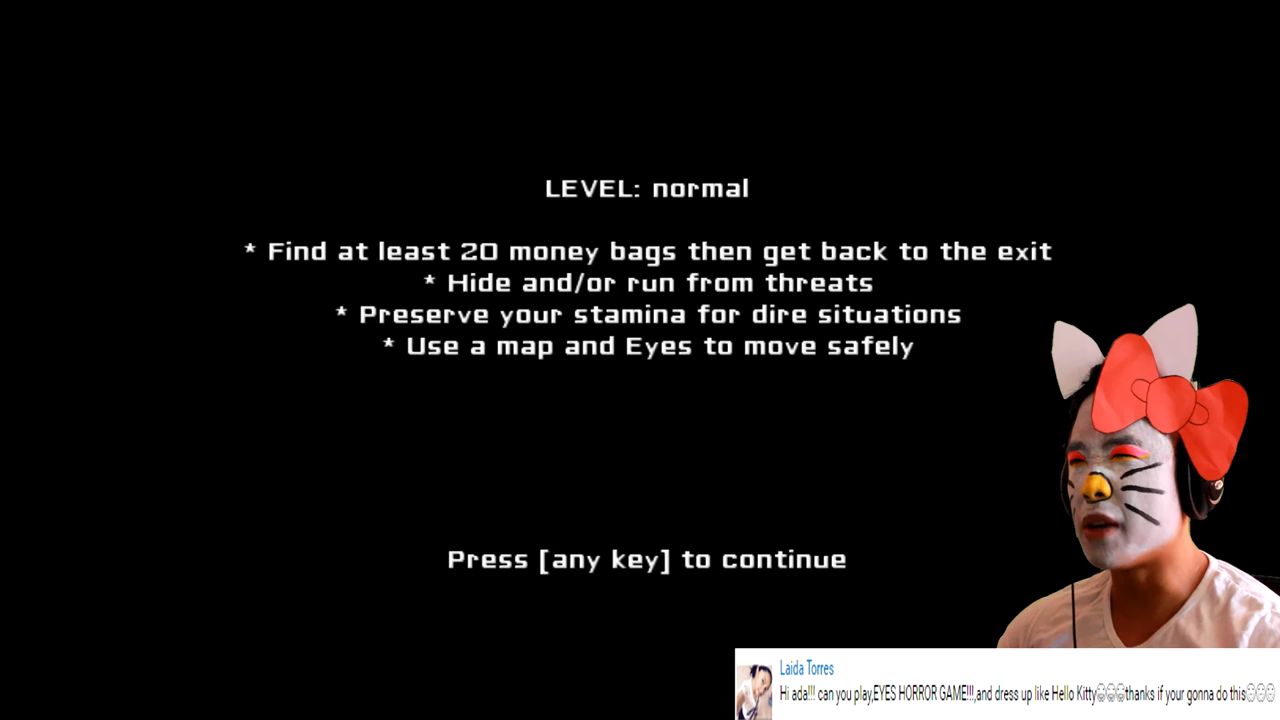 LEVEL: normal
* Find at least 20 money bags then get back to the exit
* Hide and/or run from threats
* Preserve your stamina for dire situations
* Use a map and Eyes to move safely
Press [any key] to continue
Laida Torres
Hi ada!!! can you play,EYES HORROR GAME!!!,and dress up like Hello Kitty😊😊😊thanks if your gonna do this😊😊😊